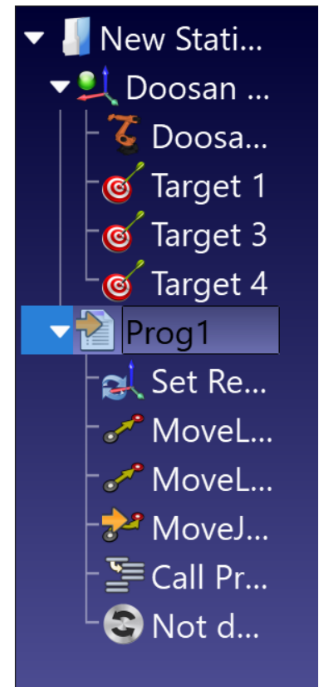 New Stati...
Doosan ...
Doosa...
Target 1
Target 3
Target 4
Prog1
Set Re...
MoveL...
MoveL...
MoveJ...
Call Pr...
Not d...